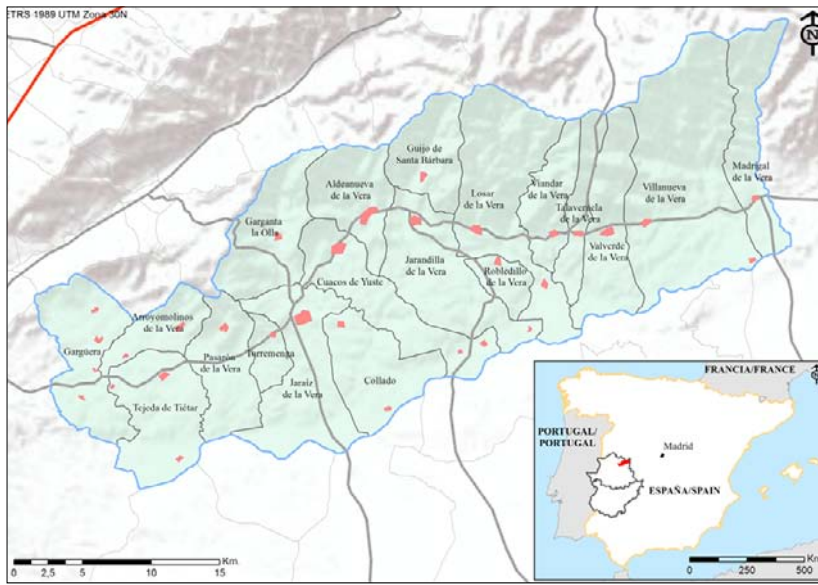 ETRS 1989 UTM Zona 30N
N
Guijo de
Santa Bárbara
Aldeanueva
de la Vera
Losar
de la Vera
Viandar
de la Vera
Talaveruela
de la Vera
Villanueva
de la Vera
Madrigal
de la Vera
Garganta
la Olla
Valverde
de la Vera
Jarandilla
de la Vera
Robledillo
de la Vera
Cuacos de Yuste
Arroyomolinos
de la Vera
Gargüera
Pasarón
de la Vera
Torremenga
Jaraíz
de la Vera
Collado
Tejeda de Tiétar
Km
0 2,5 5 10 15
FRANCIA/FRANCE
PORTUGAL/
PORTUGAL
Madrid
ESPAÑA/SPAIN
Km
0 250 500